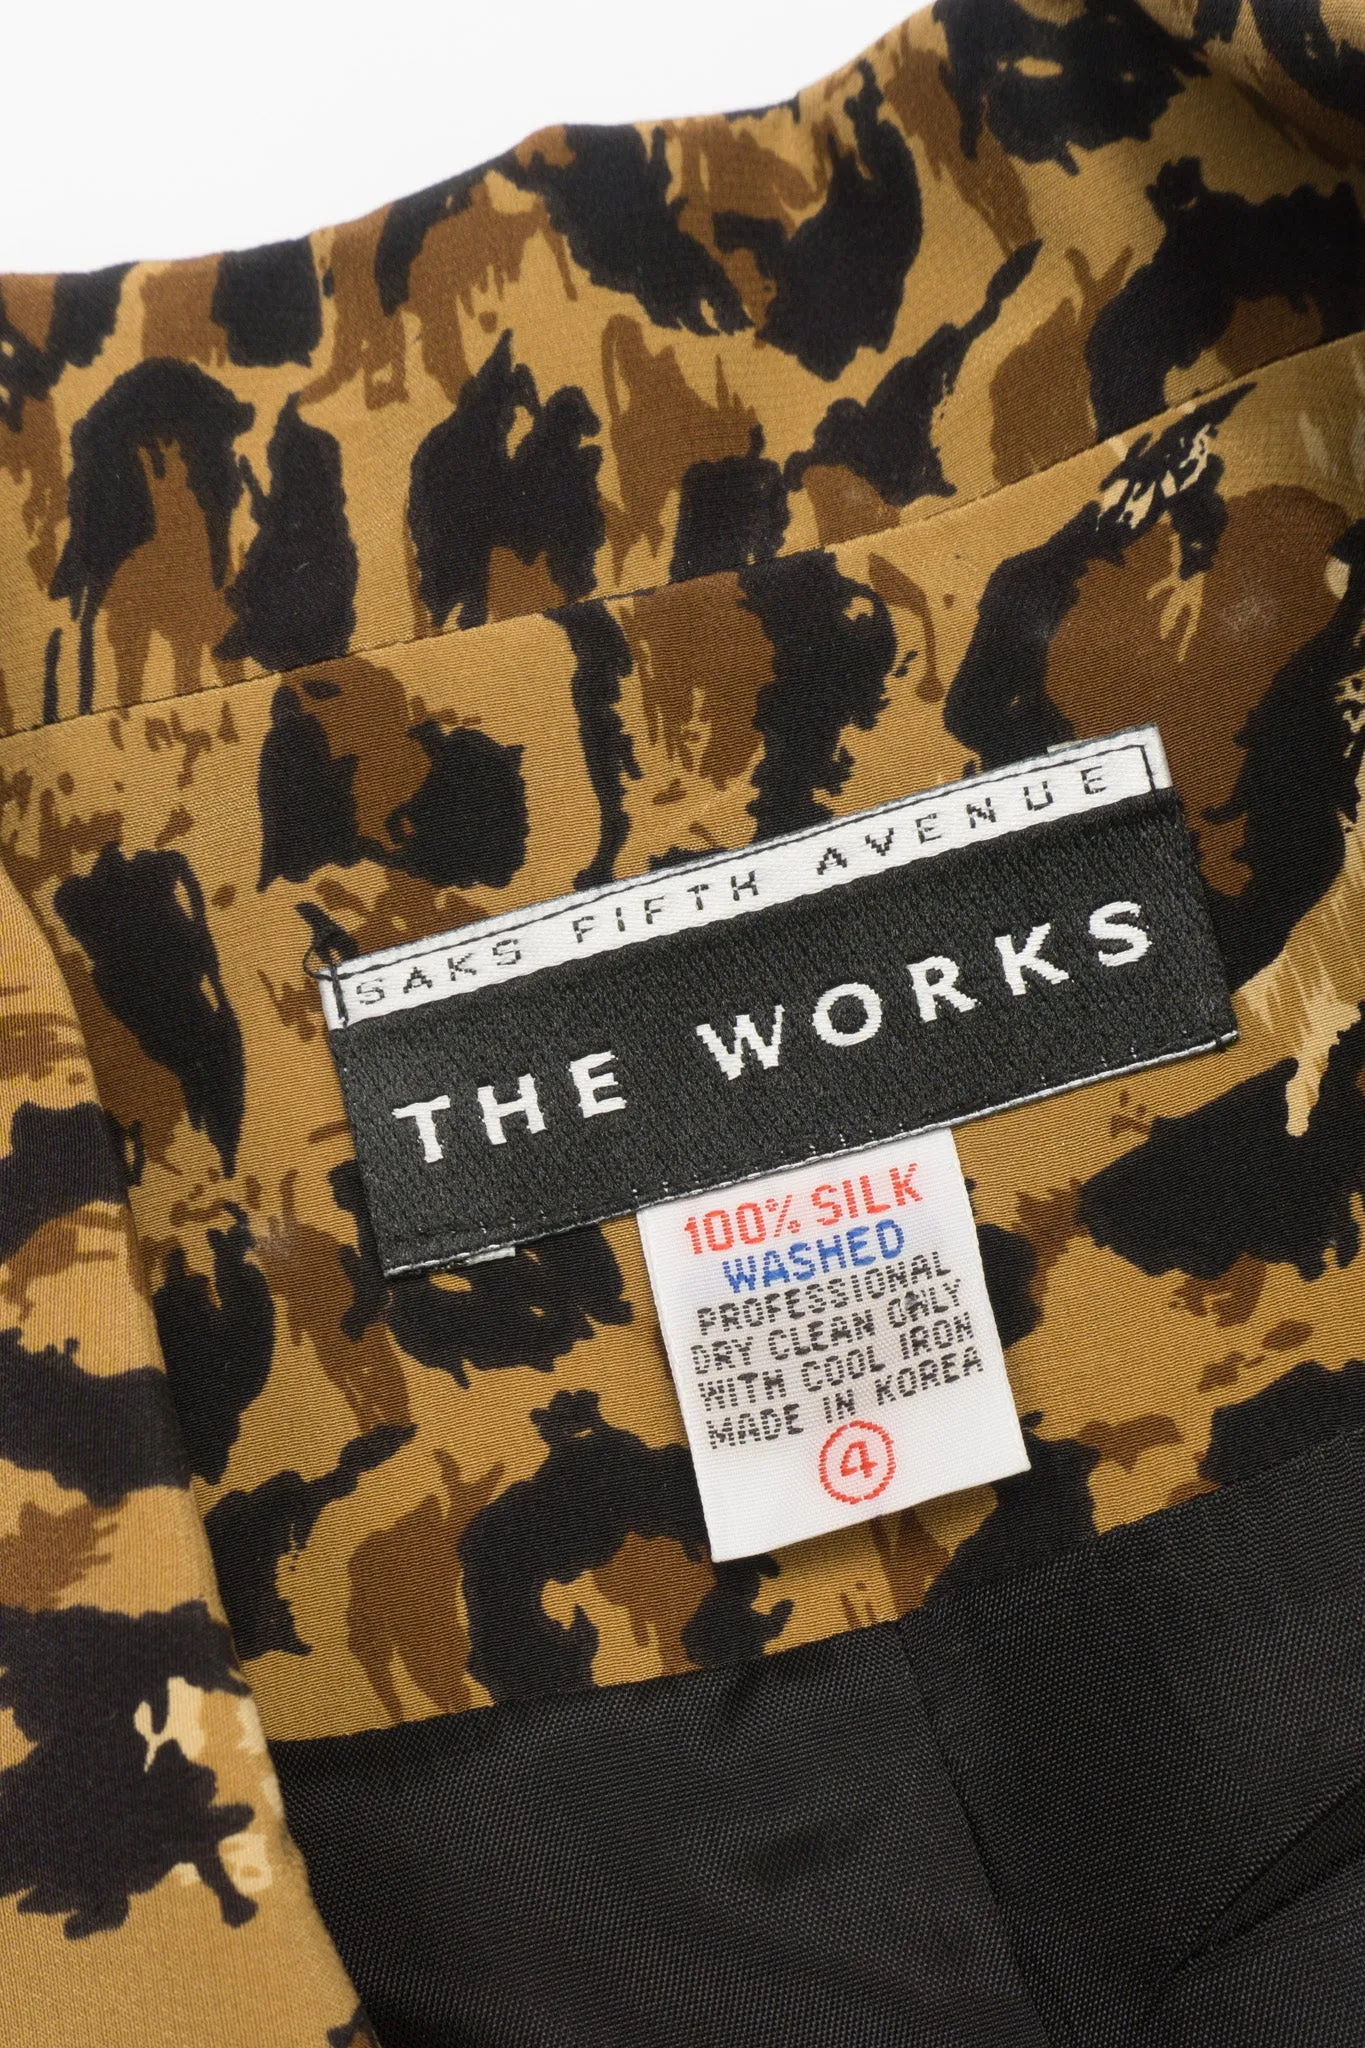 SAKS FIFTH AVENUE
THE WORKS
100% SILK
WASHED
PROFESSIONAL
DRY CLEAN ONLY
WITH COOL IRON
MADE IN KOREA
4